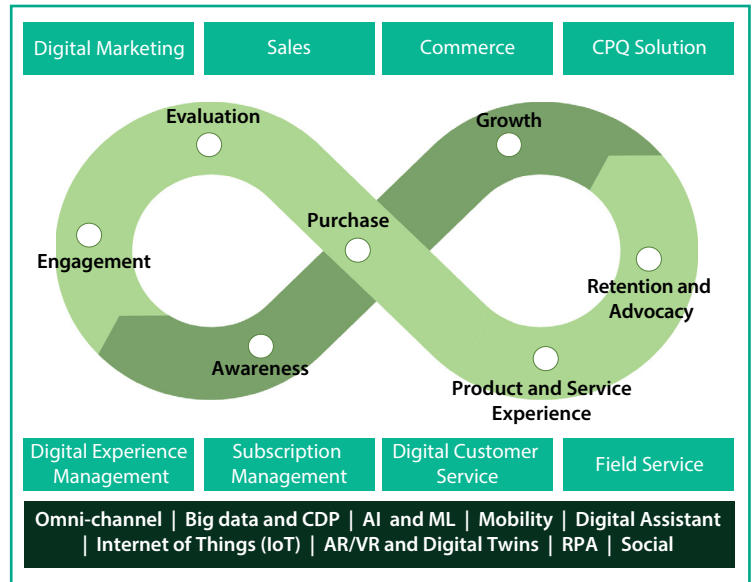 Digital Marketing
Sales
Commerce
CPQ Solution
Evaluation
Growth
Purchase
Engagement
Retention and
Advocacy
Awareness
Product and Service
Experience
Digital Experience
Management
Subscription
Management
Digital Customer
Service
Field Service
Omni-channel | Big data and CDP | AI and ML | Mobility | Digital Assistant
| Internet of Things (IoT) | AR/VR and Digital Twins | RPA | Social